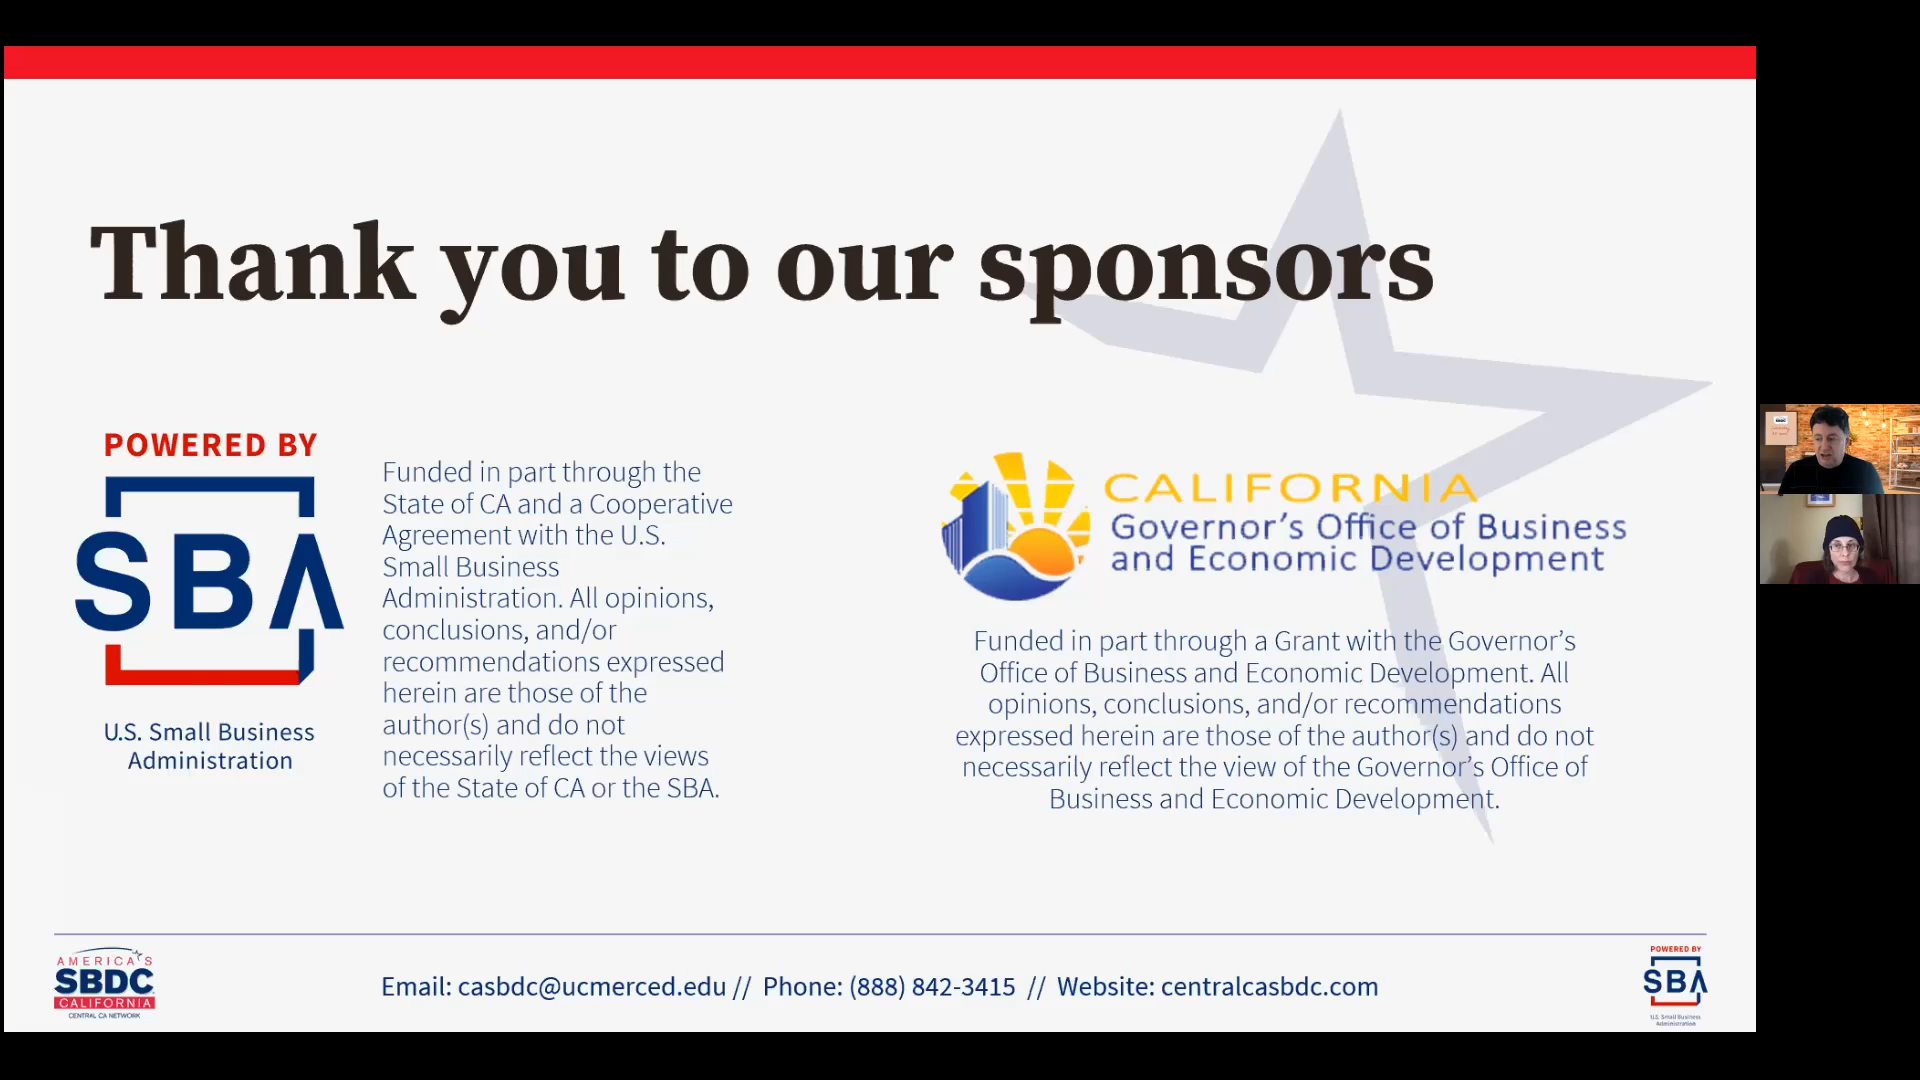 Thank you to our sponsors
POWERED BY
SBA
U.S. Small Business
Administration
Funded in part through the
State of CA and a Cooperative
Agreement with the U.S.
Small Business
Administration. All opinions,
conclusions, and/or
recommendations expressed
herein are those of the
author(s) and do not
necessarily reflect the views
of the State of CA or the SBA.
CALIFORNIA
Governor's Office of Business
and Economic Development
Funded in part through a Grant with the Governor's
Office of Business and Economic Development. All
opinions, conclusions, and/or recommendations
expressed herein are those of the author(s) and do not
necessarily reflect the view of the Governor's Office of
Business and Economic Development.
AMERICA'S
SBDC
CALIFORNIA
CENTRAL CA NETWORK
Email: casbdc@ucmerced.edu // Phone: (888) 842-3415 // Website: centralcasbdc.com
POWERED BY
SBA
U.S. Small Business
Administration